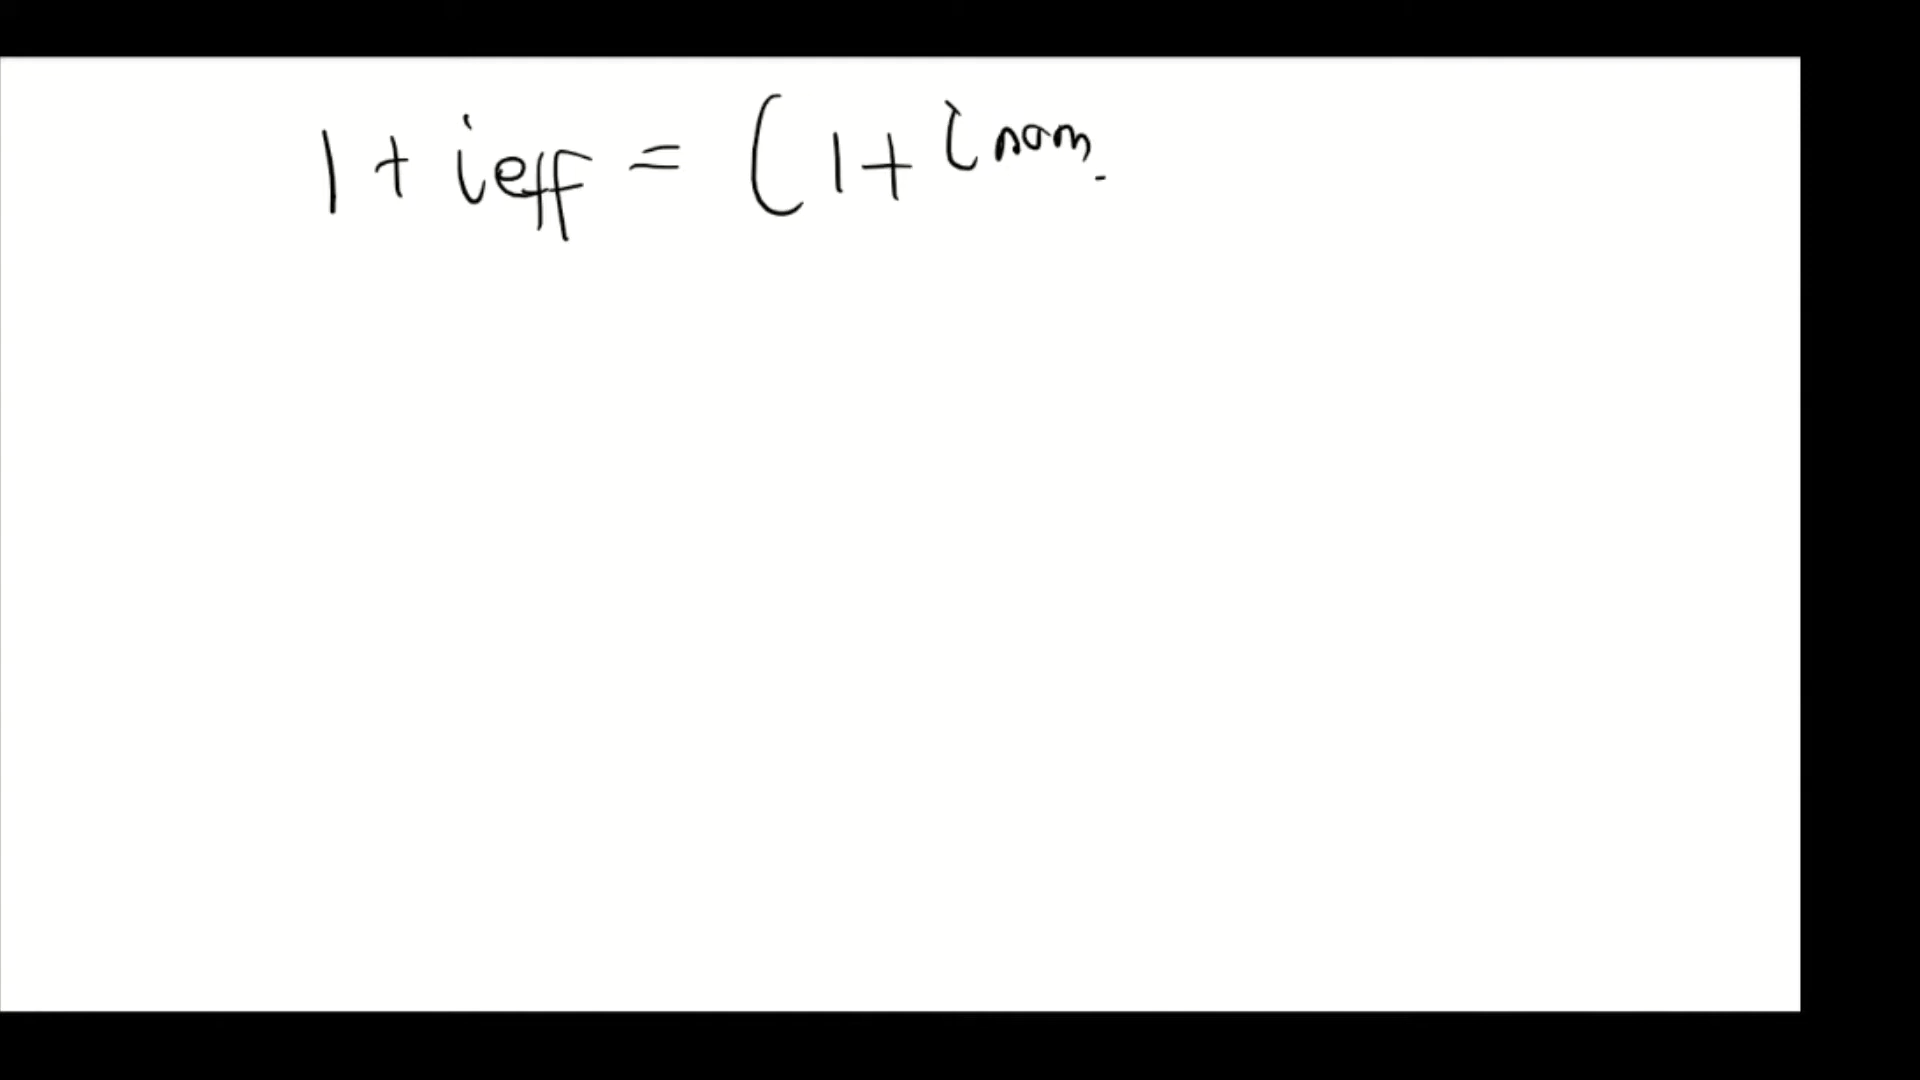 1 + ieff = (1 + inom